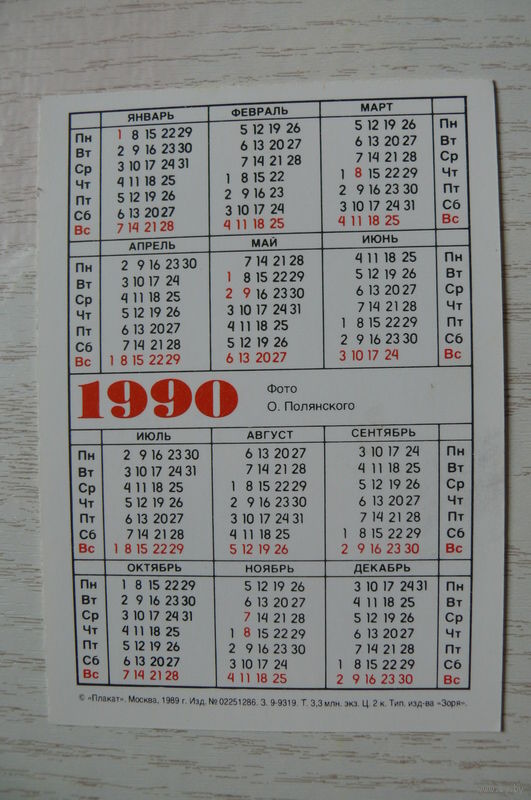 ЯНВАРЬ ФЕВРАЛЬ МАРТ
Пн 1 8 15 22 29 5 12 19 26 5 12 19 26 Пн
Вт 2 9 16 23 30 6 13 20 27 6 13 20 27 Вт
Ср 3 10 17 24 31 7 14 21 28 7 14 21 28 Ср
Чт 4 11 18 25 1 8 15 22 1 8 15 22 29 Чт
Пт 5 12 19 26 2 9 16 23 2 9 16 23 30 Пт
Сб 6 13 20 27 3 10 17 24 3 10 17 24 31 Сб
Вс 7 14 21 28 4 11 18 25 4 11 18 25 Вс
АПРЕЛЬ МАЙ ИЮНЬ
Пн 2 9 16 23 30 7 14 21 28 4 11 18 25 Пн
Вт 3 10 17 24 1 8 15 22 29 5 12 19 26 Вт
Ср 4 11 18 25 2 9 16 23 30 6 13 20 27 Ср
Чт 5 12 19 26 3 10 17 24 31 7 14 21 28 Чт
Пт 6 13 20 27 4 11 18 25 1 8 15 22 29 Пт
Сб 7 14 21 28 5 12 19 26 2 9 16 23 30 Сб
Вс 1 8 15 22 29 6 13 20 27 3 10 17 24 Вс
1990 Фото
О. Полянского
ИЮЛЬ АВГУСТ СЕНТЯБРЬ
Пн 2 9 16 23 30 6 13 20 27 3 10 17 24 Пн
Вт 3 10 17 24 31 7 14 21 28 4 11 18 25 Вт
Ср 4 11 18 25 1 8 15 22 29 5 12 19 26 Ср
Чт 5 12 19 26 2 9 16 23 30 6 13 20 27 Чт
Пт 6 13 20 27 3 10 17 24 31 7 14 21 28 Пт
Сб 7 14 21 28 4 11 18 25 1 8 15 22 29 Сб
Вс 1 8 15 22 29 5 12 19 26 2 9 16 23 30 Вс
ОКТЯБРЬ НОЯБРЬ ДЕКАБРЬ
Пн 1 8 15 22 29 5 12 19 26 3 10 17 24 31 Пн
Вт 2 9 16 23 30 6 13 20 27 4 11 18 25 Вт
Ср 3 10 17 24 31 7 14 21 28 5 12 19 26 Ср
Чт 4 11 18 25 1 8 15 22 29 6 13 20 27 Чт
Пт 5 12 19 26 2 9 16 23 30 7 14 21 28 Пт
Сб 6 13 20 27 3 10 17 24 1 8 15 22 29 Сб
Вс 7 14 21 28 4 11 18 25 2 9 16 23 30 Вс
© «Плакат». Москва, 1989 г. Изд. № 02251286. З. 9-9319. Т. 3,3 млн. экз. Ц. 2 к. Тип. изд-ва «Зоря».